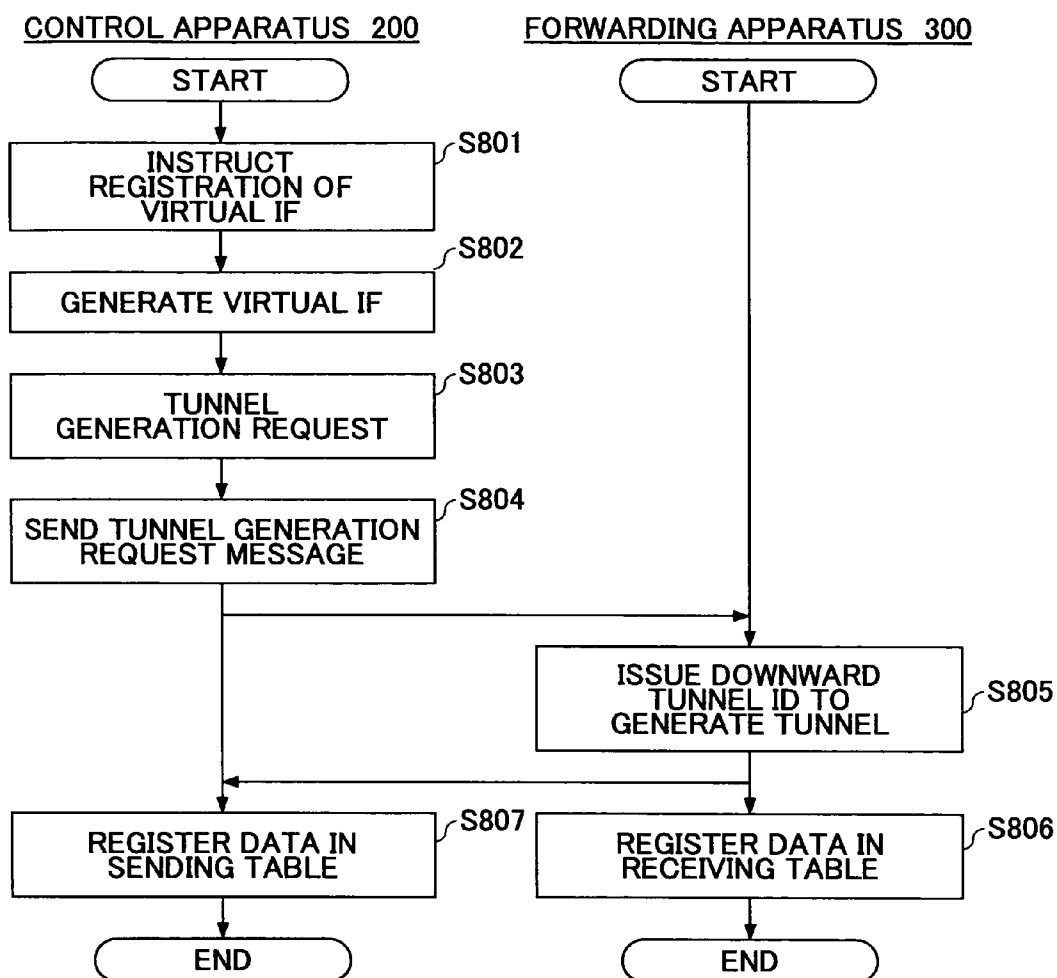 CONTROL APPARATUS 200
FORWARDING APPARATUS 300
START
START
S801
INSTRUCT
REGISTRATION OF
VIRTUAL IF
S802
GENERATE VIRTUAL IF
S803
TUNNEL
GENERATION REQUEST
S804
SEND TUNNEL GENERATION
REQUEST MESSAGE
ISSUE DOWNWARD
TUNNEL ID TO
GENERATE TUNNEL
S805
REGISTER DATA IN
SENDING TABLE
S807
REGISTER DATA IN
RECEIVING TABLE
S806
END
END